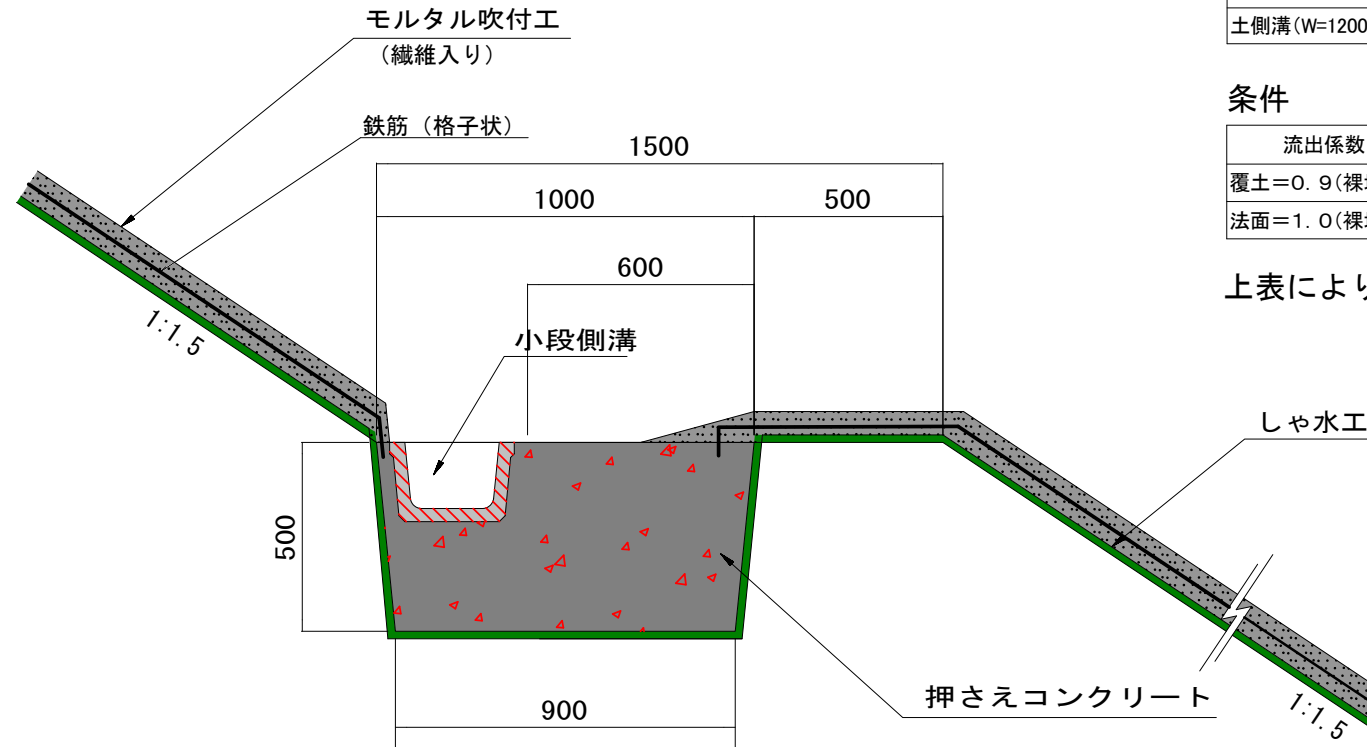 モルタル吹付工
(繊維入り)
鉄筋(格子状)
1500
1000
500
600
小段側溝
1:1.5
500
900
しゃ水工
押さえコンクリート
1:1.5
土側溝(W=1200
条件
流出係数
覆土=0.9(裸
法面=1.0(裸
上表によ